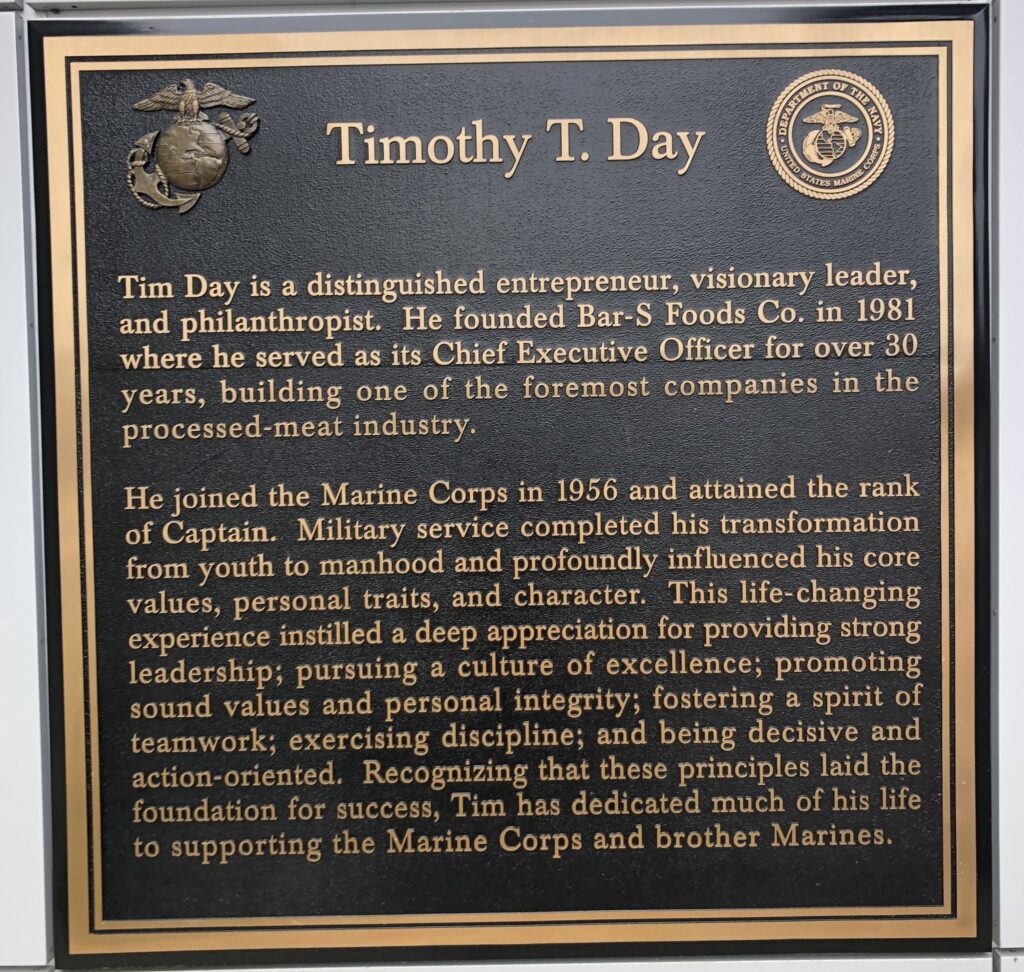 Timothy T. Day
DEPARTMENT OF THE NAVY
UNITED STATES MARINE CORPS
Tim Day is a distinguished entrepreneur, visionary leader,
and philanthropist. He founded Bar-S Foods Co. in 1981
where he served as its Chief Executive Officer for over 30
years, building one of the foremost companies in the
processed-meat industry.
He joined the Marine Corps in 1956 and attained the rank
of Captain. Military service completed his transformation
from youth to manhood and profoundly influenced his core
values, personal traits, and character. This life-changing
experience instilled a deep appreciation for providing strong
leadership; pursuing a culture of excellence; promoting
sound values and personal integrity; fostering a spirit of
teamwork; exercising discipline; and being decisive and
action-oriented. Recognizing that these principles laid the
foundation for success, Tim has dedicated much of his life
to supporting the Marine Corps and brother Marines.